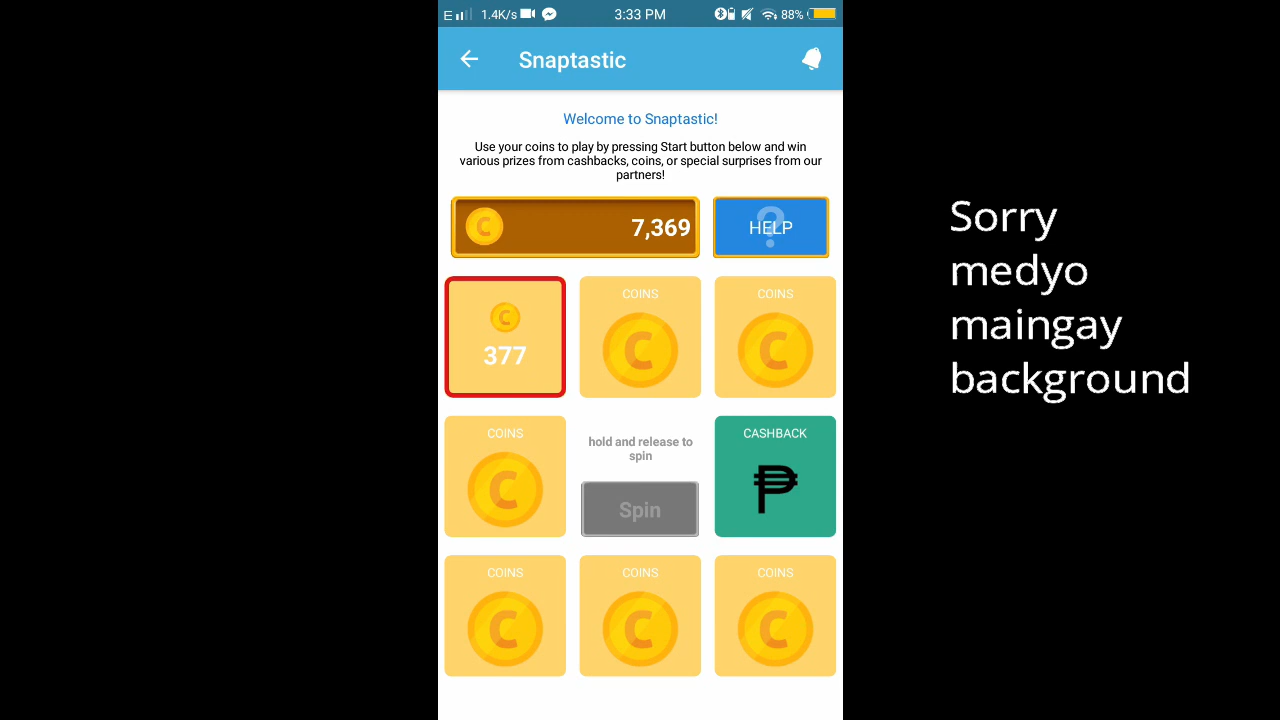 E 1.4K/s 3:33 PM 88%
Snaptastic
Welcome to Snaptastic!
Use your coins to play by pressing Start button below and win
various prizes from cashbacks, coins, or special surprises from our
partners!
C 7,369
? HELP
C
377
COINS
C
COINS
C
COINS
C
hold and release to
spin
Spin
CASHBACK
₱
COINS
C
COINS
C
COINS
C
Sorry
medyo
maingay
background